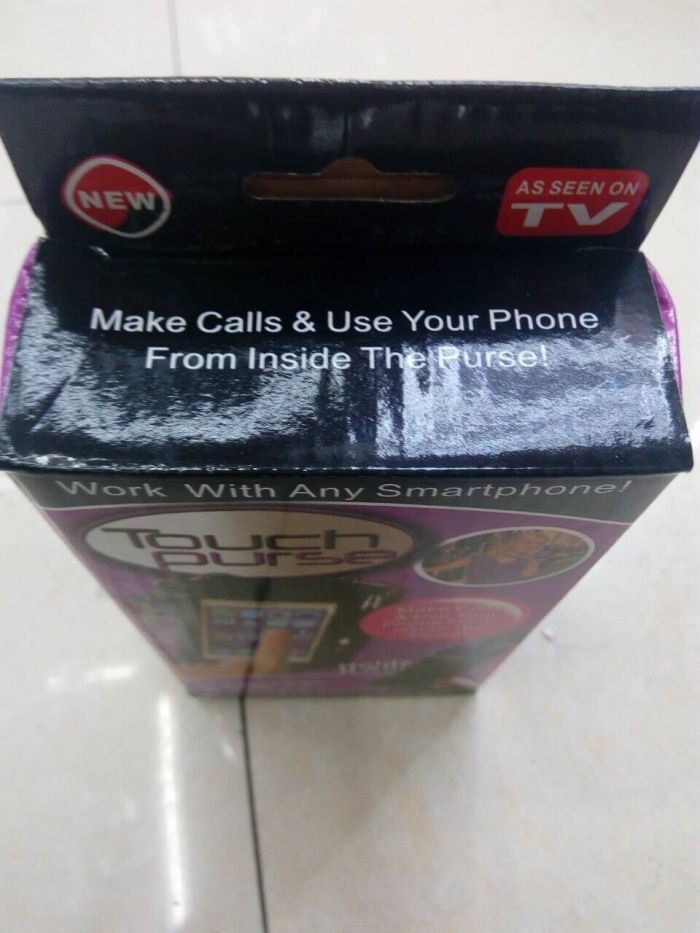 NEW
AS SEEN ON
TV
Make Calls & Use Your Phone
From Inside The Purse!
Work With Any Smartphone!
Touch
purse